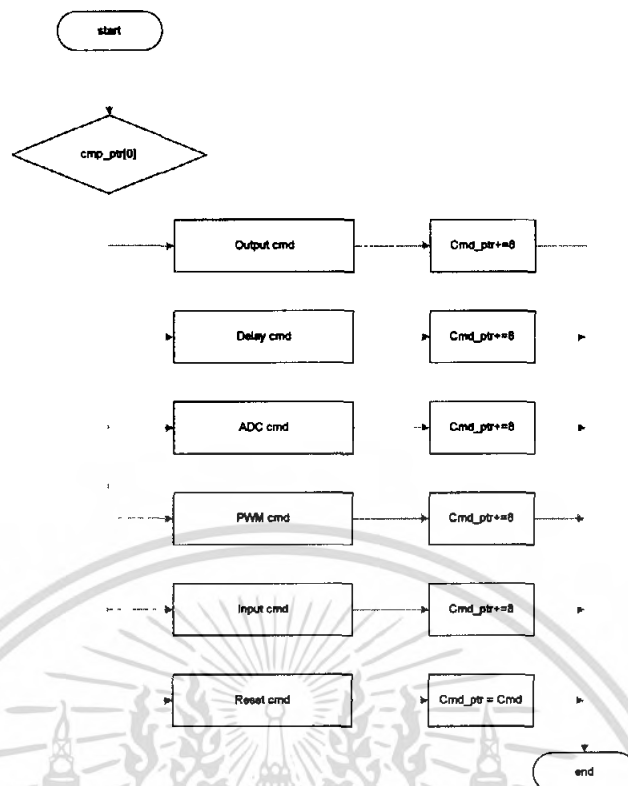 start
cmp_ptr[0]
Output cmd
Cmd_ptr+=8
Delay cmd
Cmd_ptr+=8
ADC cmd
Cmd_ptr+=8
PWM cmd
Cmd_ptr+=8
Input cmd
Cmd_ptr+=8
Reset cmd
Cmd_ptr = Cmd
end